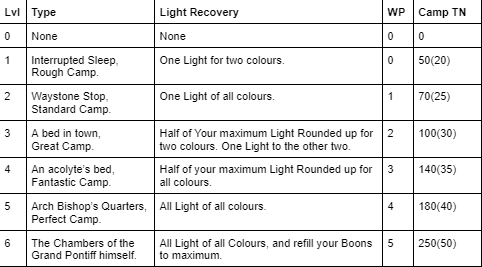 Lvl Type Light Recovery WP Camp TN
0 None None 0 0
1 Interrupted Sleep, One Light for two colours. 0 50(20)
Rough Camp.
2 Waystone Stop, One Light of all colours. 1 70(25)
Standard Camp.
3 A bed in town, Half of Your maximum Light Rounded up for 2 100(30)
Great Camp. two colours. One Light to the other two.
4 An acolyte's bed, Half of your maximum Light Rounded up for 3 140(35)
Fantastic Camp. all colours.
5 Arch Bishop's Quarters, All Light of all colours. 4 180(40)
Perfect Camp.
6 The Chambers of the All Light of all Colours, and refill your Boons 5 250(50)
Grand Pontiff himself. to maximum.